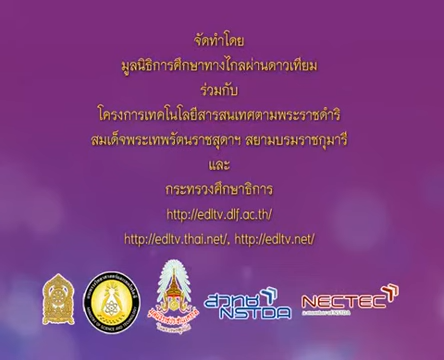 จัดทำโดย
มูลนิธิการศึกษาทางไกลผ่านดาวเทียม
ร่วมกับ
โครงการเทคโนโลยีสารสนเทศตามพระราชดำริ
สมเด็จพระเทพรัตนราชสุดาฯ สยามบรมราชกุมารี
และ
กระทรวงศึกษาธิการ
http://edltv.dlf.ac.th/
http://edltv.thai.net/, http://edltv.net/
สวทช
NSTDA
NECTEC
a member of NSTDA